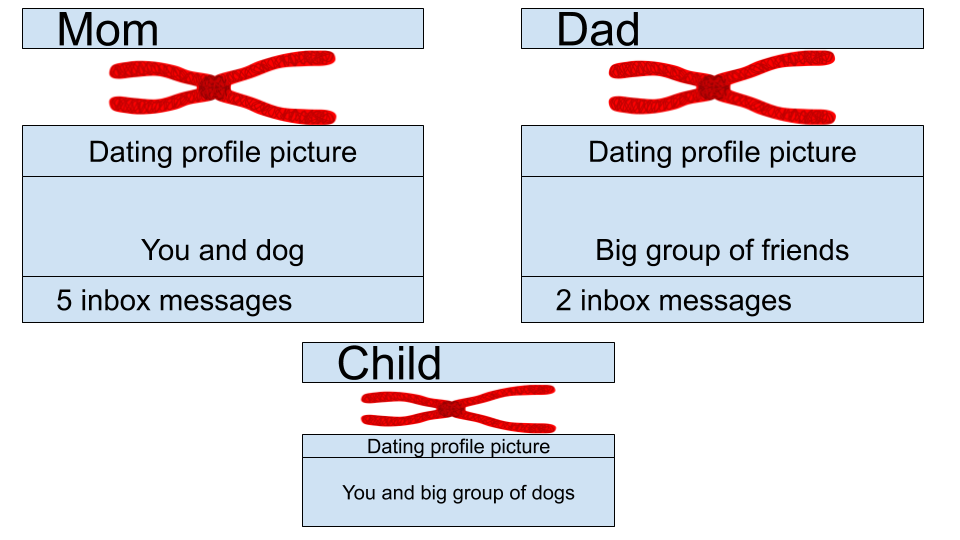 Mom
Dad
Dating profile picture
Dating profile picture
You and dog
Big group of friends
5 inbox messages
2 inbox messages
Child
Dating profile picture
You and big group of dogs